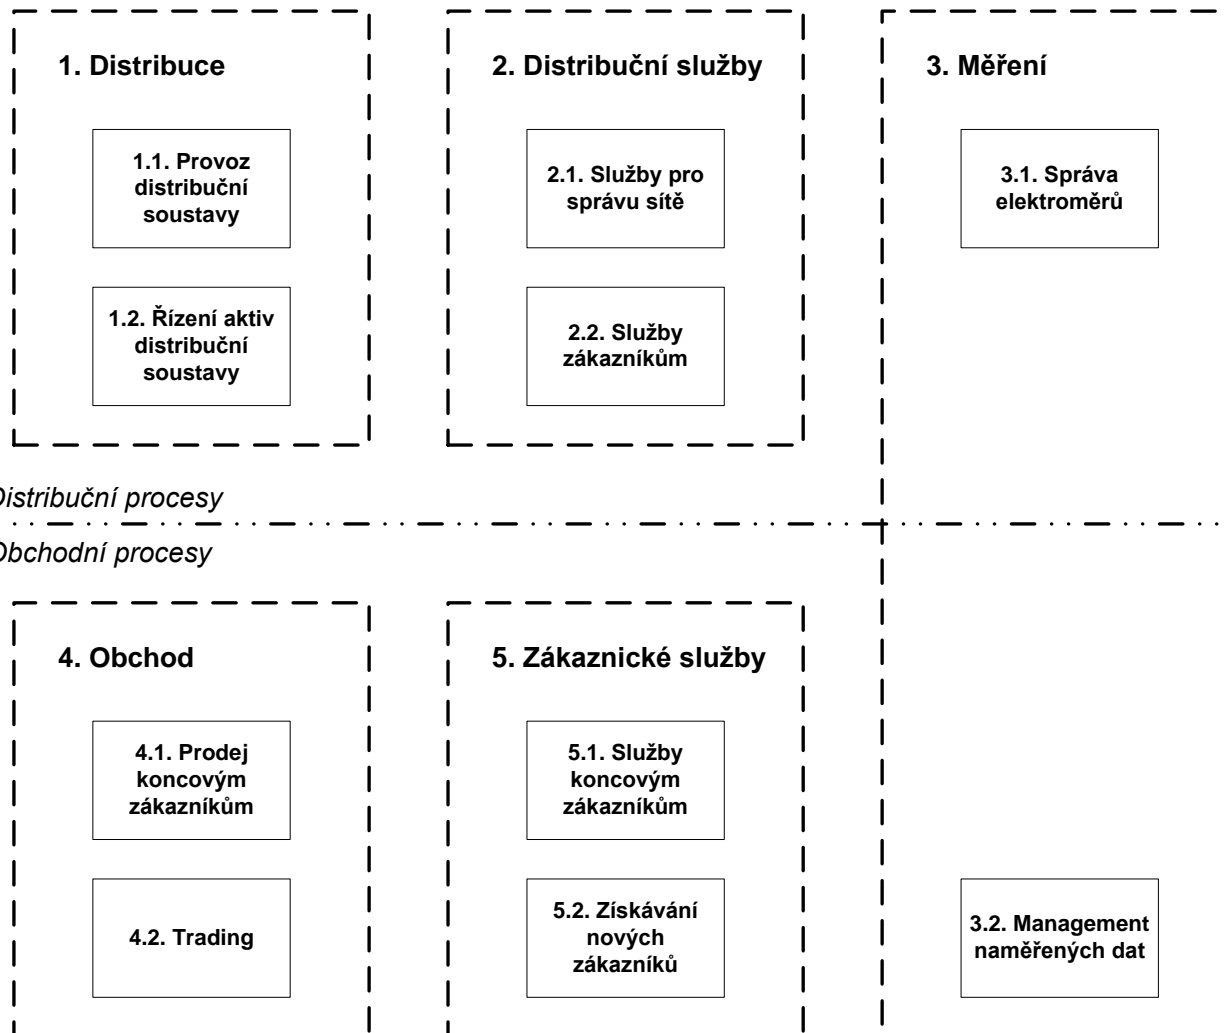 1. Distribuce
2. Distribuční služby
3. Měření
1.1. Provoz
distribuční
soustavy
2.1. Služby pro
správu sítě
3.1. Správa
elektroměrů
1.2. Řízení aktiv
distribuční
soustavy
2.2. Služby
zákazníkům
Distribuční procesy
Obchodní procesy
4. Obchod
5. Zákaznické služby
4.1. Prodej
koncovým
zákazníkům
5.1. Služby
koncovým
zákazníkům
4.2. Trading
5.2. Získávání
nových
zákazníků
3.2. Management
naměřených dat